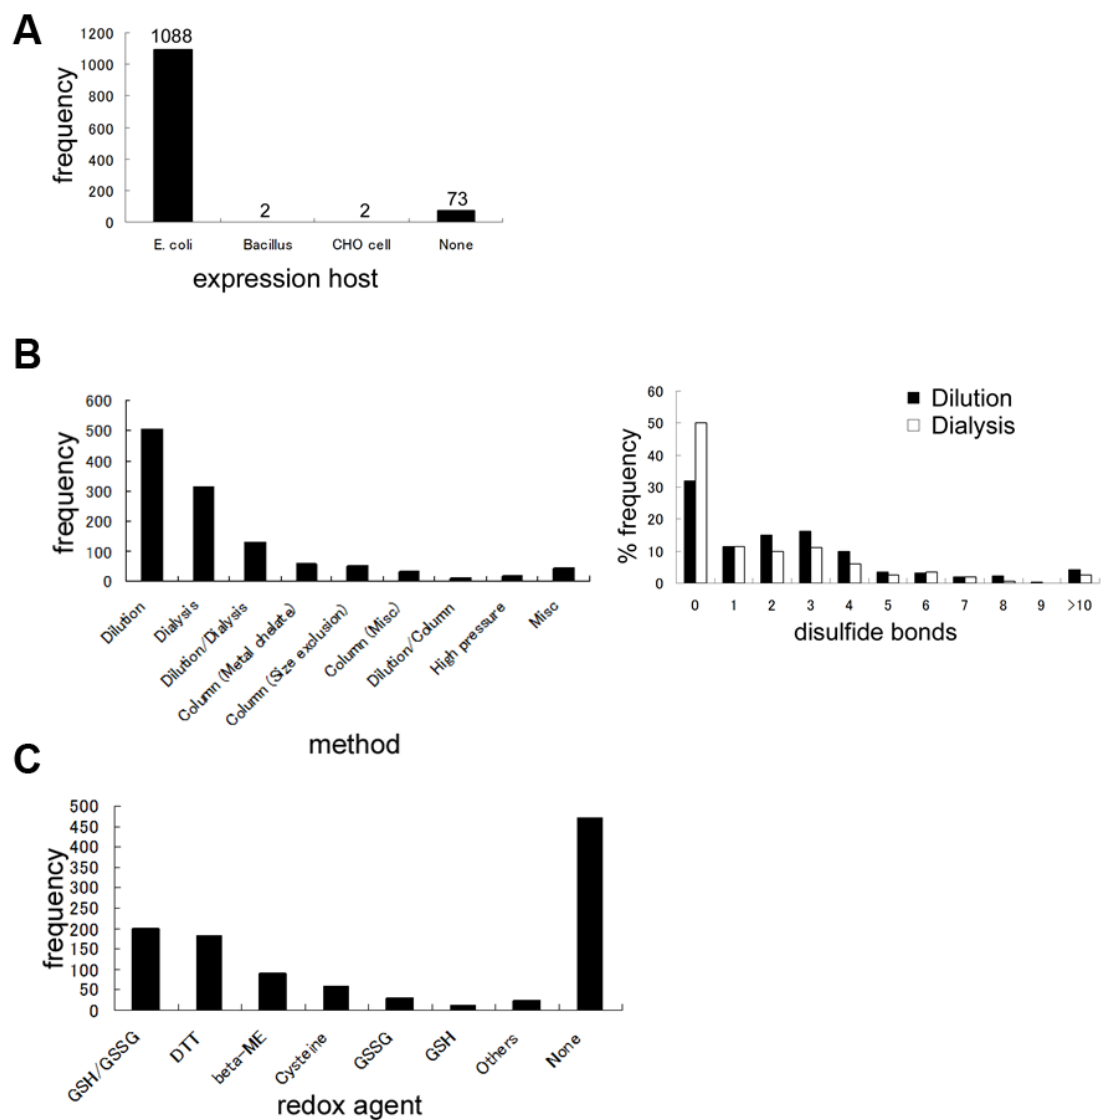 A
1200
1000
800
600
400
200
0
frequency
1088
2
2
73
E. coli
Bacillus
CHO cell
None
expression host
B
600
500
400
300
200
100
0
frequency
Dilution
Dialysis
Dilution/Dialysis
Column (Metal chelate)
Column (Size exclusion)
Column (Misc)
Dilution/Column
High pressure
Misc
method
60
50
40
30
20
10
0
% frequency
Dilution
Dialysis
0 1 2 3 4 5 6 7 8 9 >10
disulfide bonds
C
500
450
400
350
300
250
200
150
100
50
0
frequency
GSH/GSSG
DTT
beta-ME
Cysteine
GSSG
GSH
Others
None
redox agent